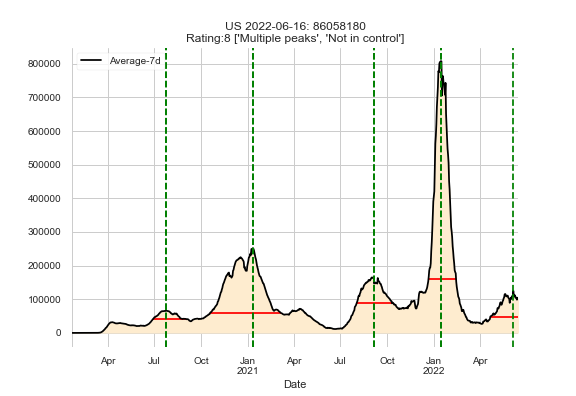 US 2022-06-16: 86058180
Rating:8 ['Multiple peaks', 'Not in control']
Average-7d
800000
700000
600000
500000
400000
300000
200000
100000
0
Apr Jul Oct Jan Apr Jul Oct Jan Apr
2021 2022
Date